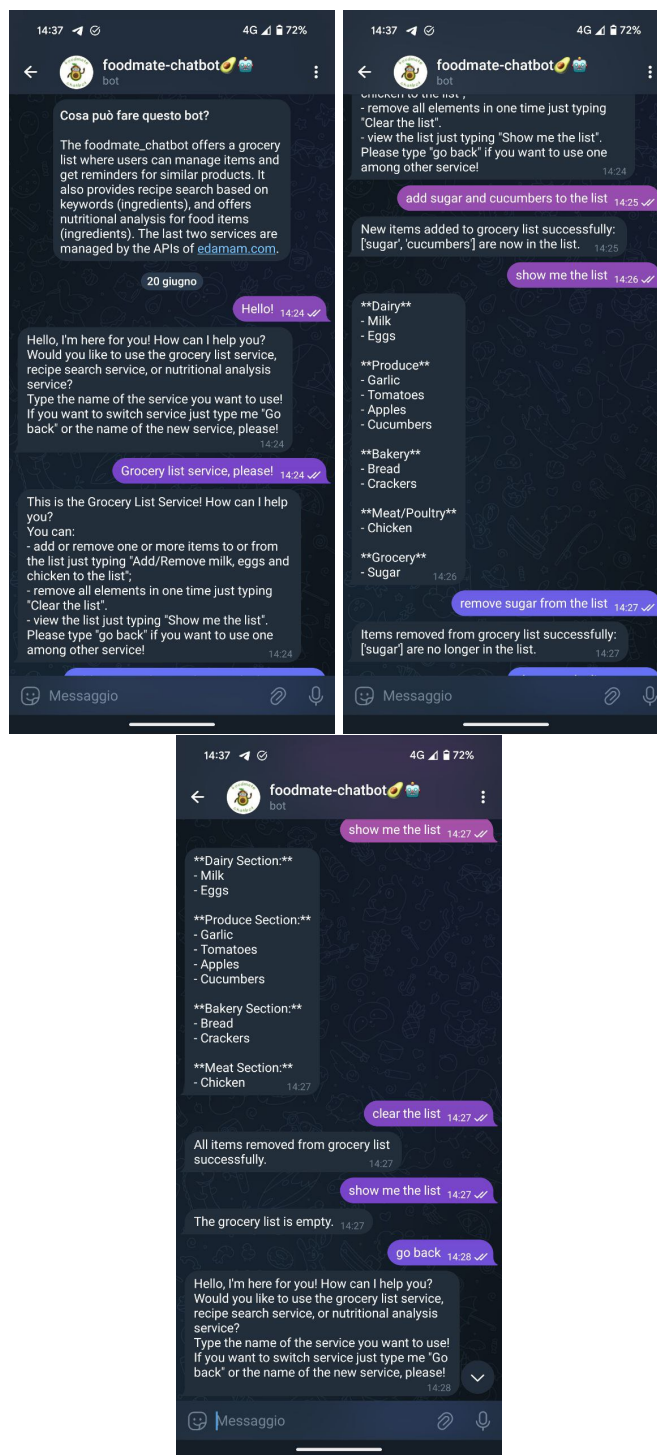 14:37
4G 72%
foodmate-chatbot
bot
Cosa può fare questo bot?
The foodmate_chatbot offers a grocery
list where users can manage items and
get reminders for similar products. It
also provides recipe search based on
keywords (ingredients), and offers
nutritional analysis for food items
(ingredients). The last two services are
managed by the APIs of edamam.com.
20 giugno
Hello! 14:24
Hello, I'm here for you! How can I help you?
Would you like to use the grocery list service,
recipe search service, or nutritional analysis
service?
Type the name of the service you want to use!
If you want to switch service just type me "Go
back" or the name of the new service, please!
14:24
Grocery list service, please! 14:24
This is the Grocery List Service! How can I help
you?
You can:
- add or remove one or more items to or from
the list just typing "Add/Remove milk, eggs and
chicken to the list";
- remove all elements in one time just typing
"Clear the list".
- view the list just typing "Show me the list".
Please type "go back" if you want to use one
among other service! 14:24
Messaggio
14:37
4G 72%
foodmate-chatbot
bot
chicken to the list";
- remove all elements in one time just typing
"Clear the list".
- view the list just typing "Show me the list".
Please type "go back" if you want to use one
among other service! 14:24
add sugar and cucumbers to the list 14:25
New items added to grocery list successfully:
['sugar', 'cucumbers'] are now in the list. 14:25
show me the list 14:26
**Dairy**
- Milk
- Eggs
**Produce**
- Garlic
- Tomatoes
- Apples
- Cucumbers
**Bakery**
- Bread
- Crackers
**Meat/Poultry**
- Chicken
**Grocery**
- Sugar 14:26
remove sugar from the list 14:27
Items removed from grocery list successfully:
['sugar'] are no longer in the list. 14:27
Messaggio
14:37
4G 72%
foodmate-chatbot
bot
show me the list 14:27
**Dairy Section:**
- Milk
- Eggs
**Produce Section:**
- Garlic
- Tomatoes
- Apples
- Cucumbers
**Bakery Section:**
- Bread
- Crackers
**Meat Section:**
- Chicken 14:27
clear the list 14:27
All items removed from grocery list
successfully. 14:27
show me the list 14:27
The grocery list is empty. 14:27
go back 14:28
Hello, I'm here for you! How can I help you?
Would you like to use the grocery list service,
recipe search service, or nutritional analysis
service?
Type the name of the service you want to use!
If you want to switch service just type me "Go
back" or the name of the new service, please!
14:28
Messaggio